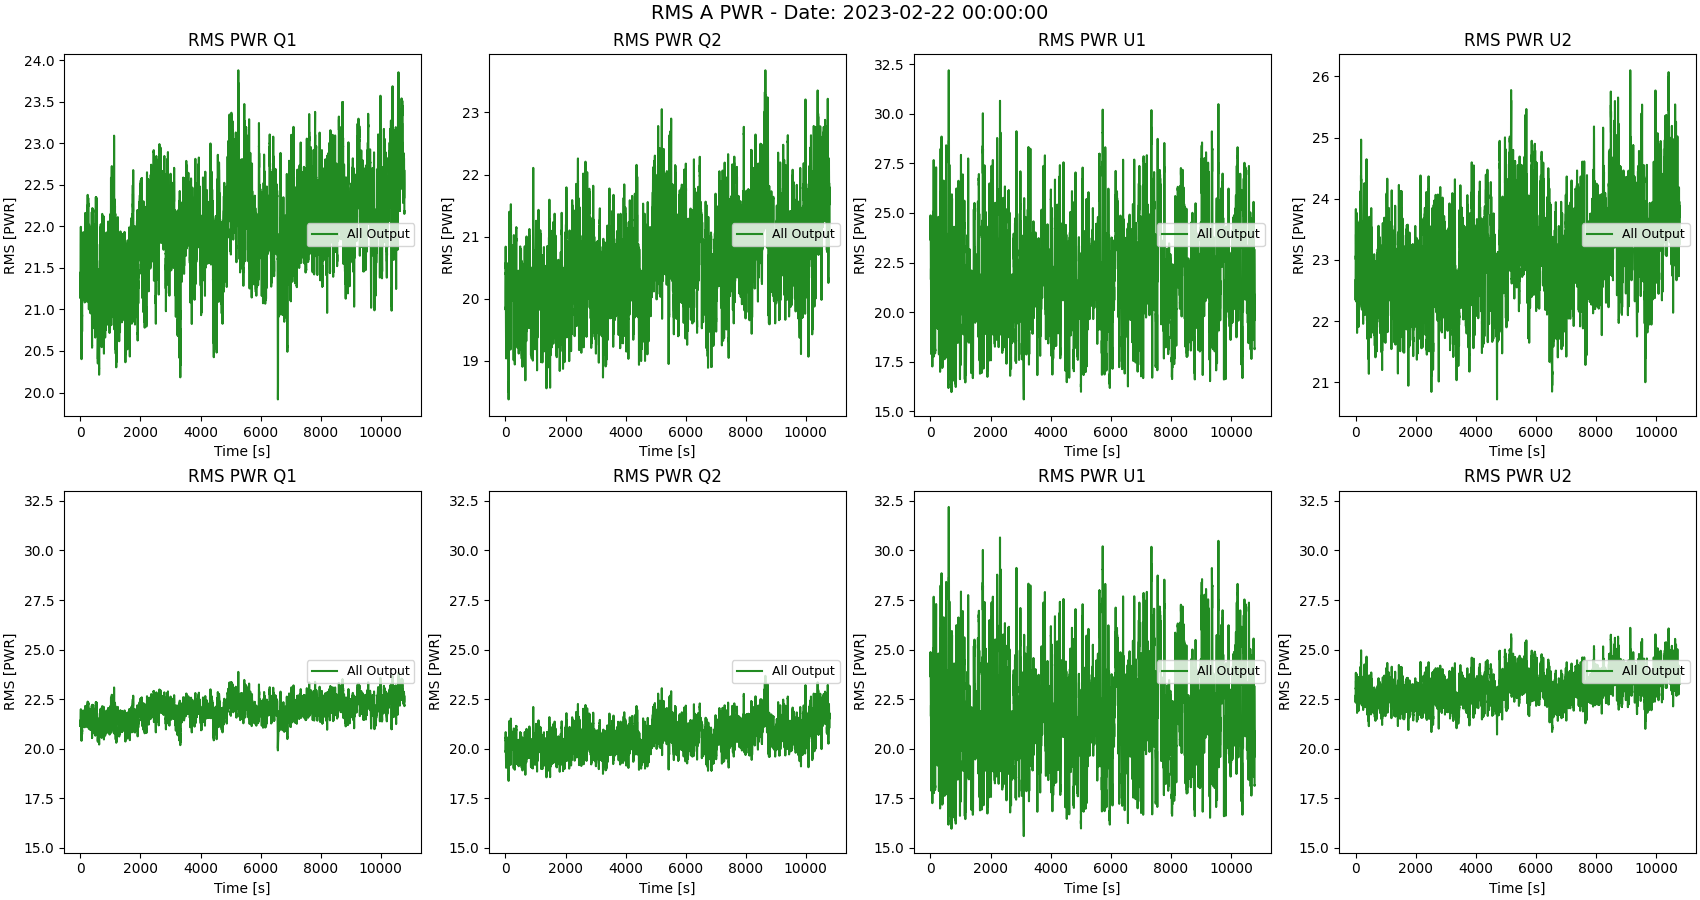 RMS A PWR - Date: 2023-02-22 00:00:00
RMS PWR Q1
RMS PWR Q2
RMS PWR U1
RMS PWR U2
RMS [PWR]
24.0
23.5
23.0
22.5
22.0
21.5
21.0
20.5
20.0
All Output
0 2000 4000 6000 8000 10000
Time [s]
RMS [PWR]
23
22
21
20
19
All Output
0 2000 4000 6000 8000 10000
Time [s]
RMS [PWR]
32.5
30.0
27.5
25.0
22.5
20.0
17.5
15.0
All Output
0 2000 4000 6000 8000 10000
Time [s]
RMS [PWR]
26
25
24
23
22
21
All Output
0 2000 4000 6000 8000 10000
Time [s]
RMS PWR Q1
RMS PWR Q2
RMS PWR U1
RMS PWR U2
RMS [PWR]
32.5
30.0
27.5
25.0
22.5
20.0
17.5
15.0
All Output
0 2000 4000 6000 8000 10000
Time [s]
RMS [PWR]
32.5
30.0
27.5
25.0
22.5
20.0
17.5
15.0
All Output
0 2000 4000 6000 8000 10000
Time [s]
RMS [PWR]
32.5
30.0
27.5
25.0
22.5
20.0
17.5
15.0
All Output
0 2000 4000 6000 8000 10000
Time [s]
RMS [PWR]
32.5
30.0
27.5
25.0
22.5
20.0
17.5
15.0
All Output
0 2000 4000 6000 8000 10000
Time [s]